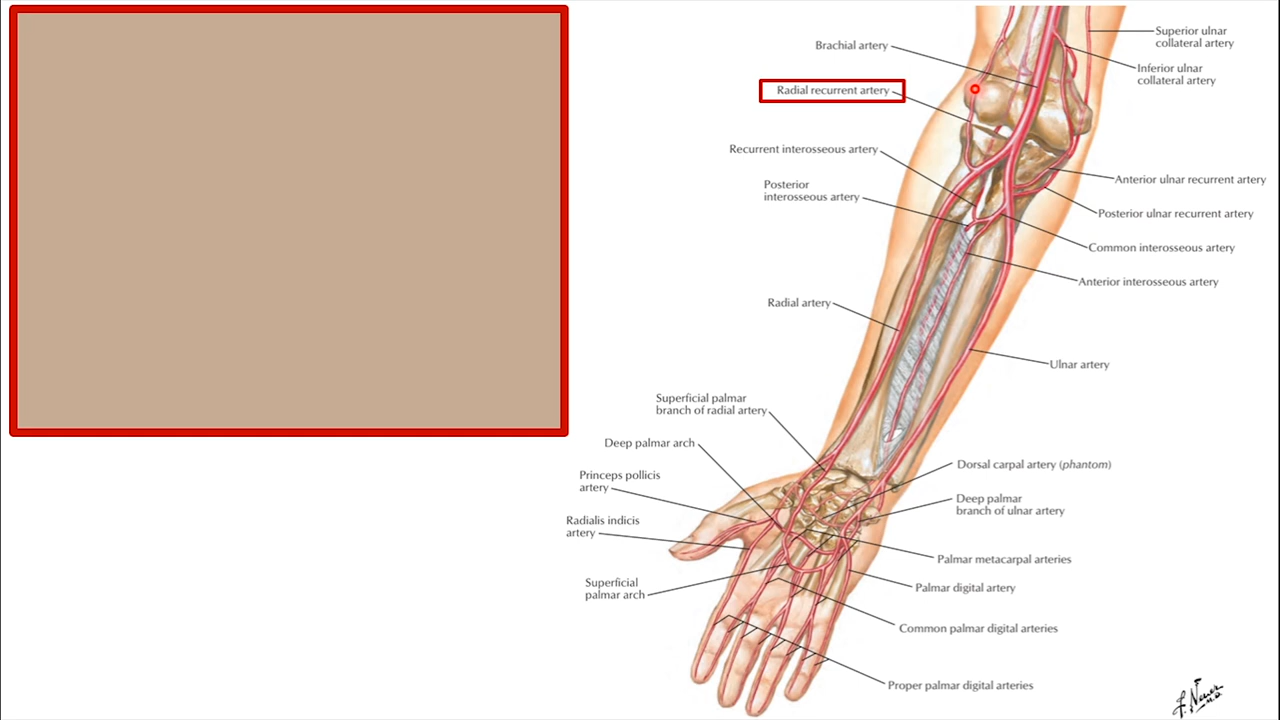 Superior ulnar
collateral artery
Brachial artery
Inferior ulnar
collateral artery
Radial recurrent artery
Recurrent interosseous artery
Posterior
interosseous artery
Anterior ulnar recurrent artery
Posterior ulnar recurrent artery
Common interosseous artery
Anterior interosseous artery
Radial artery
Ulnar artery
Superficial palmar
branch of radial artery
Deep palmar arch
Princeps pollicis
artery
Radialis indicis
artery
Superficial
palmar arch
Dorsal carpal artery (phantom)
Deep palmar
branch of ulnar artery
Palmar metacarpal arteries
Palmar digital artery
Common palmar digital arteries
Proper palmar digital arteries